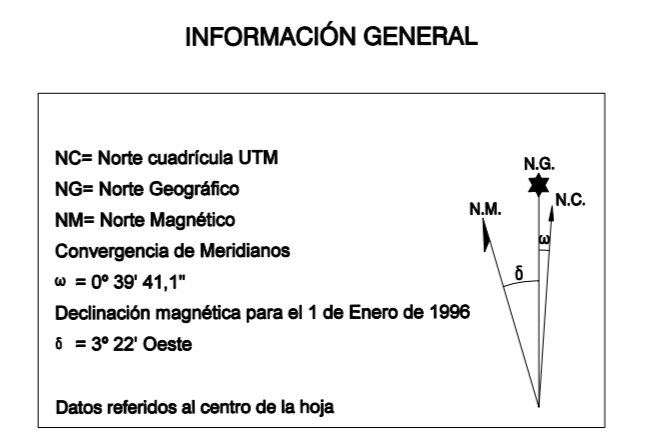 INFORMACIÓN GENERAL
NC= Norte cuadrícula UTM
NG= Norte Geográfico
NM= Norte Magnético
Convergencia de Meridianos
ω = 0º 39' 41,1"
Declinación magnética para el 1 de Enero de 1996
δ = 3º 22' Oeste
Datos referidos al centro de la hoja
N.G.
N.C.
N.M.
ω
δ